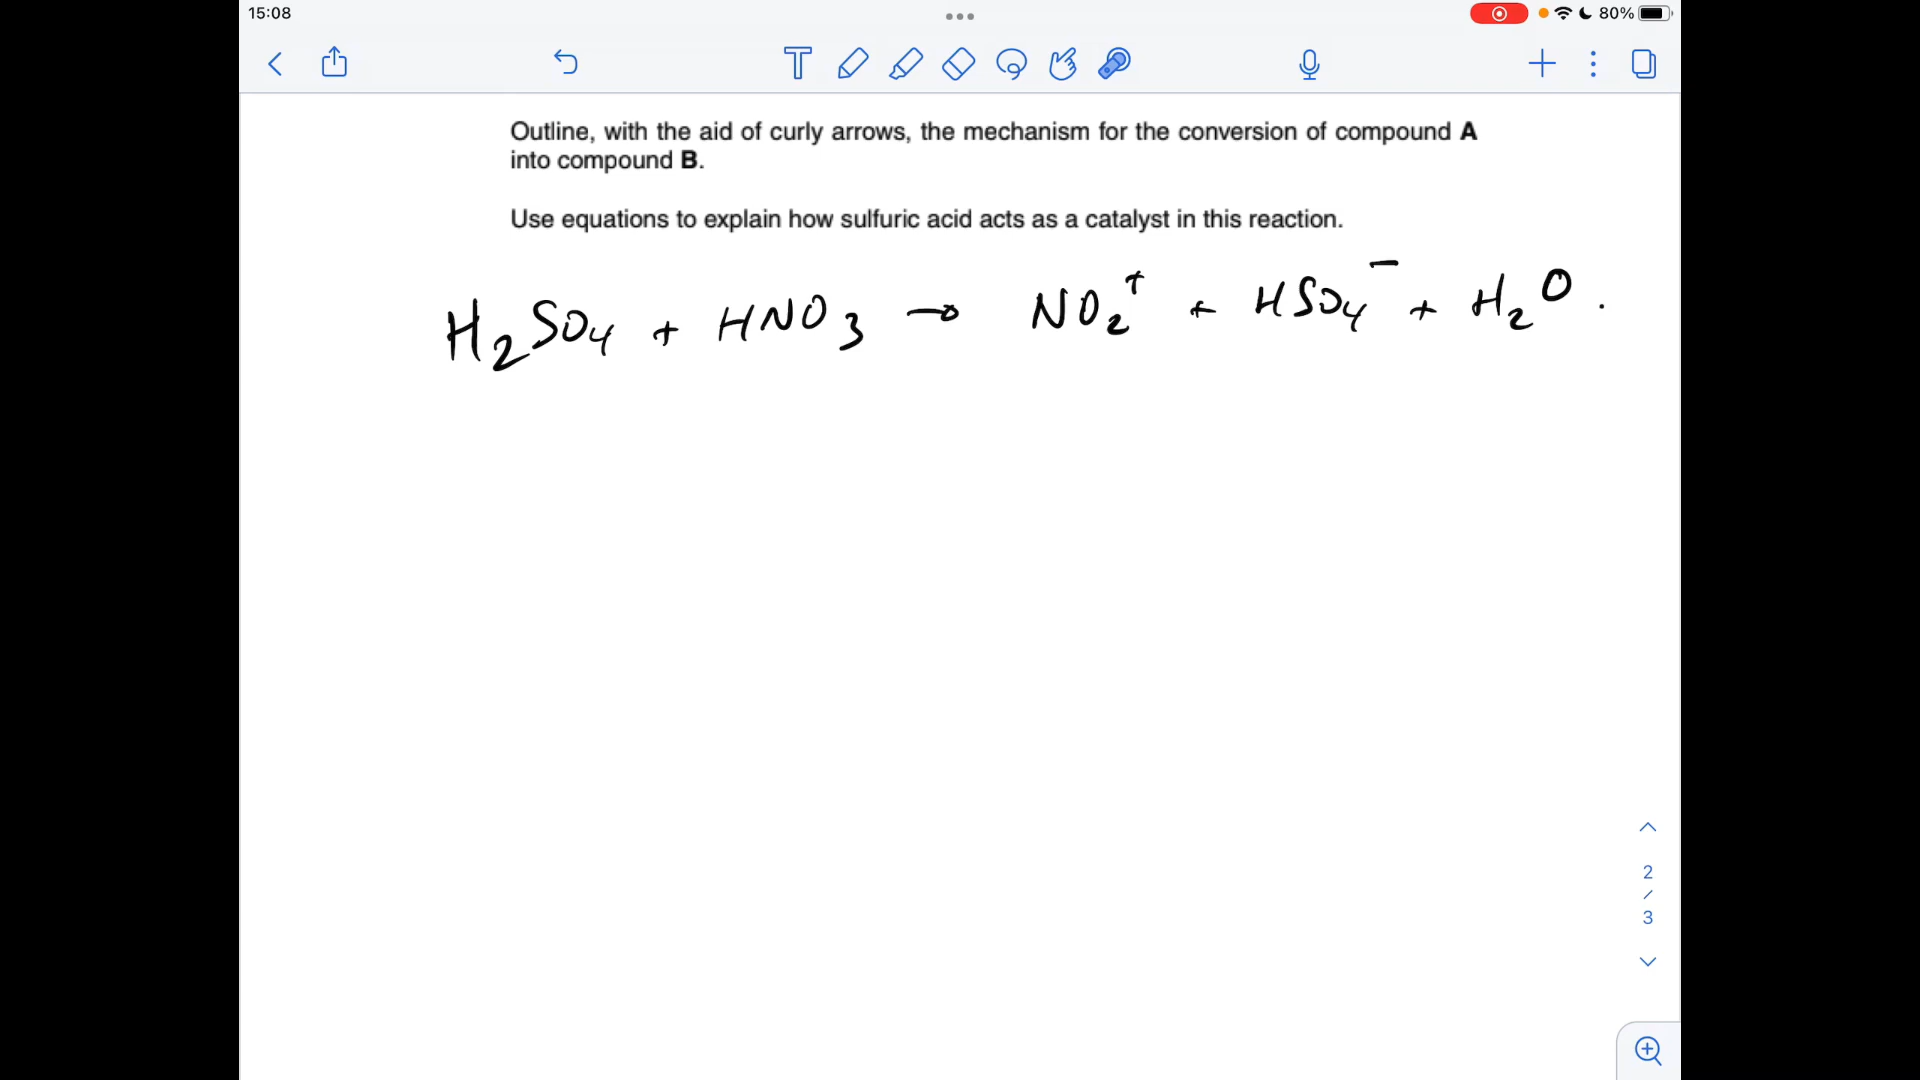 15:08
80%
Outline, with the aid of curly arrows, the mechanism for the conversion of compound A
into compound B.
Use equations to explain how sulfuric acid acts as a catalyst in this reaction.
H₂SO₄ + HNO₃ → NO₂⁺ + HSO₄⁻ + H₂O .
2
/
3